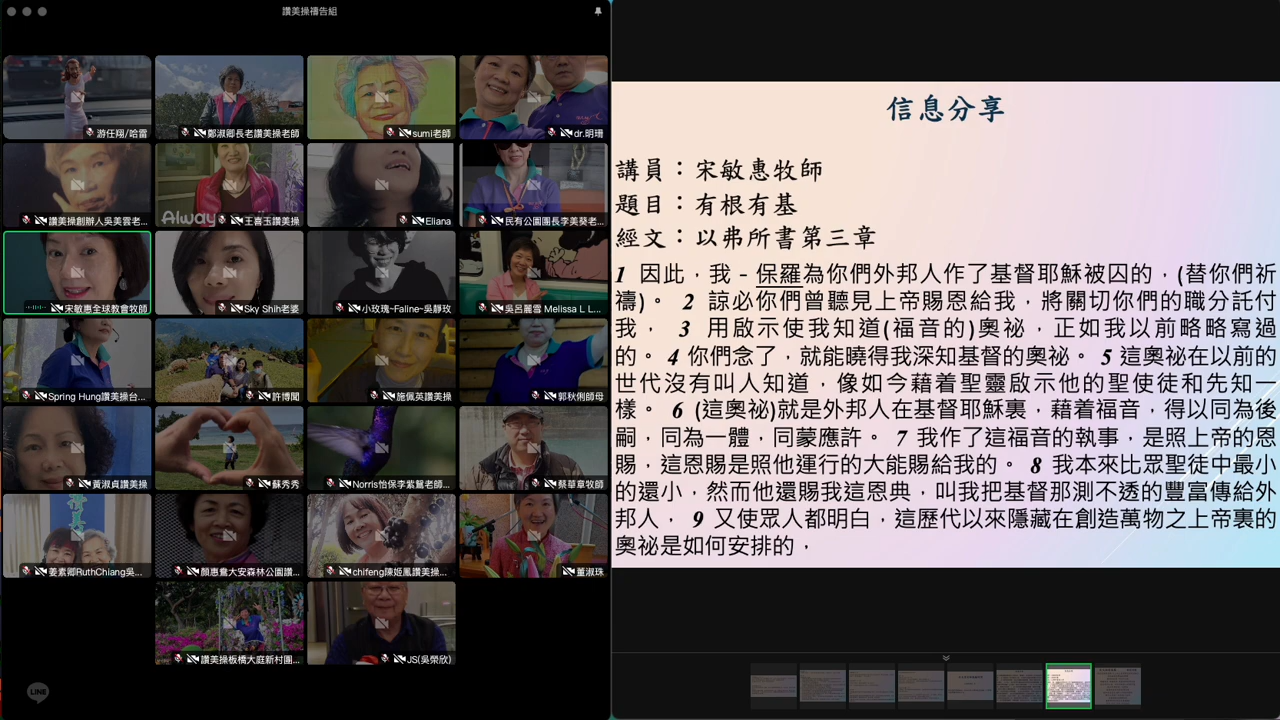 讚美操禱告組
游任翔/哈雷
鄭淑卿長老讚美操老師
sumi老師
dr.明珊
讚美操創辦人吳美雲老...
Alway
王喜玉讚美操
Eliana
民有公園團長李美葵老...
宋敏惠全球教會牧師
Sky Shih老婆
小玫瑰-Faline-吳靜玫
吳呂麗雪 Melissa L L...
Spring Hung讚美操台...
許博聞
施佩英讚美操
郭秋俐師母
黃淑貞讚美操
蘇秀秀
Norris怡保李紫鴛老師...
蔡華章牧師
姜素卿RuthChiang吳...
顏惠鴦大安森林公園讚...
chifeng陳姬鳳讚美操...
董淑珠
讚美操板橋大庭新村團...
JS(吳榮欣)
LINE
信息分享
講員：宋敏惠牧師
題目：有根有基
經文：以弗所書第三章
1 因此，我－保羅為你們外邦人作了基督耶穌被囚的，(替你們祈
禱)。 2 諒必你們曾聽見上帝賜恩給我，將關切你們的職分託付
我， 3 用啟示使我知道(福音的)奧祕，正如我以前略略寫過
的。 4 你們念了，就能曉得我深知基督的奧祕。 5 這奧祕在以前的
世代沒有叫人知道，像如今藉着聖靈啟示他的聖使徒和先知一
樣。 6 (這奧祕)就是外邦人在基督耶穌裏，藉着福音，得以同為後
嗣，同為一體，同蒙應許。 7 我作了這福音的執事，是照上帝的恩
賜，這恩賜是照他運行的大能賜給我的。 8 我本來比眾聖徒中最小
的還小，然而他還賜我這恩典，叫我把基督那測不透的豐富傳給外
邦人， 9 又使眾人都明白，這歷代以來隱藏在創造萬物之上帝裏的
奧祕是如何安排的，